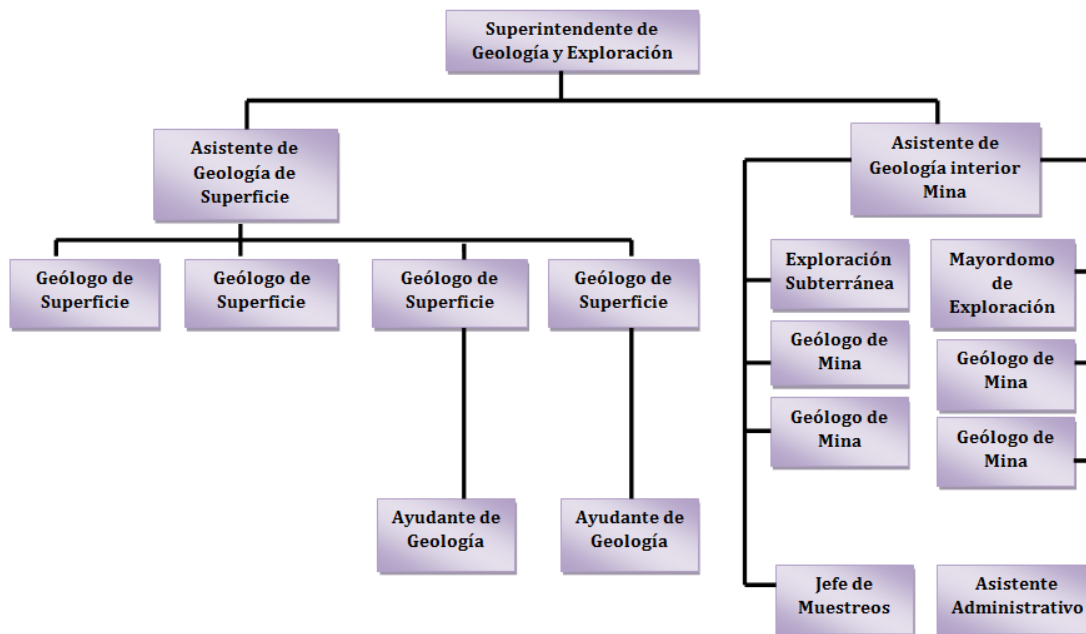 Superintendente de
Geología y Exploración
Asistente de
Geología de
Superficie
Asistente de
Geología interior
Mina
Geólogo de
Superficie
Geólogo de
Superficie
Geólogo de
Superficie
Geólogo de
Superficie
Exploración
Subterránea
Mayordomo
de
Exploración
Geólogo de
Mina
Geólogo de
Mina
Geólogo de
Mina
Geólogo de
Mina
Ayudante de
Geología
Ayudante de
Geología
Jefe de
Muestreos
Asistente
Administrativo